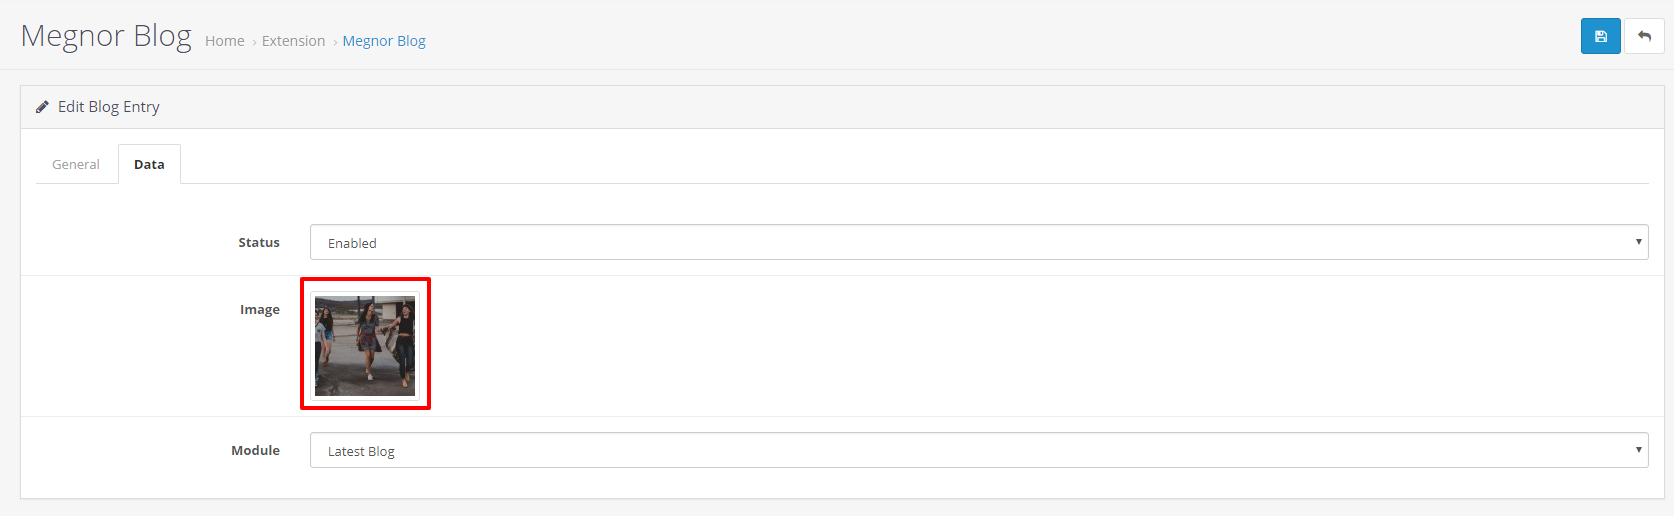 Megnor Blog Home › Extension › Megnor Blog
Edit Blog Entry
General Data
Status Enabled
Image
Module Latest Blog